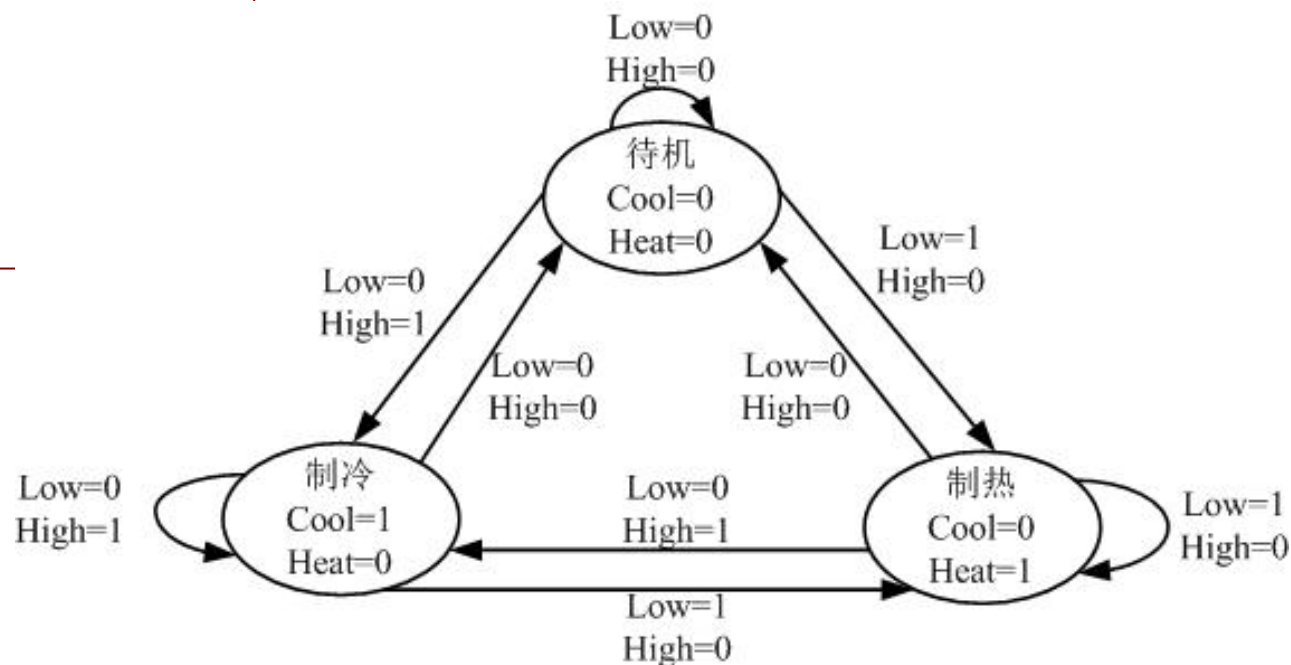 Low=0
High=0
待机
Cool=0
Heat=0
Low=1
High=0
Low=0
High=1
Low=0
High=0
Low=0
High=0
制冷
Cool=1
Heat=0
制热
Cool=0
Heat=1
Low=0
High=1
Low=0
High=1
Low=1
High=0
Low=1
High=0